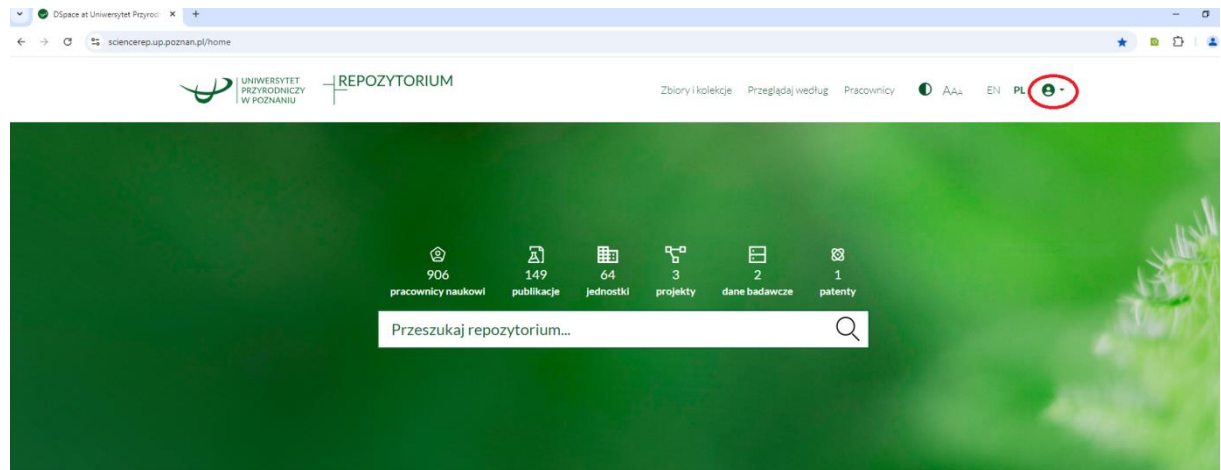 DSpace at Uniwersytet Przyrod
sciencerep.up.poznan.pl/home
UNIWERSYTET
PRZYRODNICZY
W POZNANIU
REPOZYTORIUM
Zbiory i kolekcje Przeglądaj według Pracownicy AAA EN PL
906 149 64 3 2 1
pracownicy naukowi publikacje jednostki projekty dane badawcze patenty
Przeszukaj repozytorium...